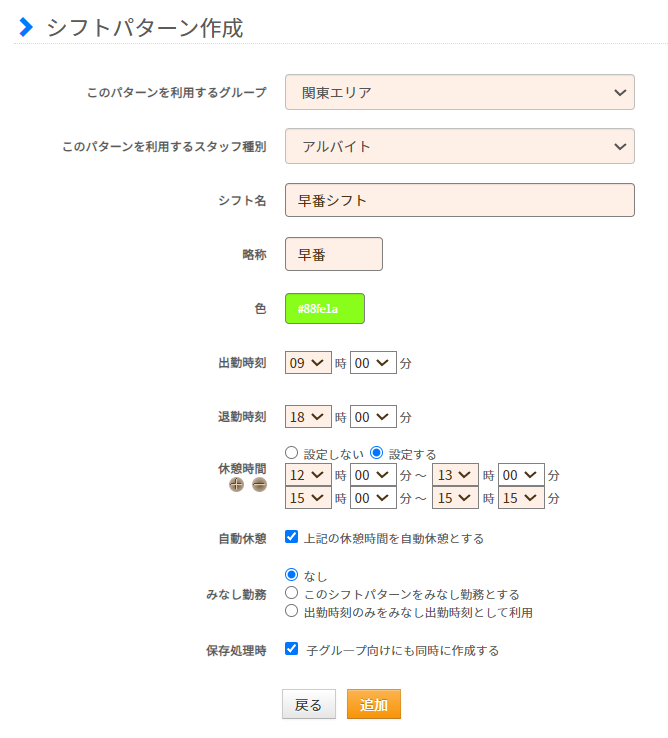 シフトパターン作成
このパターンを利用するグループ 関東エリア
このパターンを利用するスタッフ種別 アルバイト
シフト名 早番シフト
略称 早番
色 #88fe1a
出勤時刻 09 時 00 分
退勤時刻 18 時 00 分
休憩時間 設定しない 設定する
12 時 00 分 ～ 13 時 00 分
15 時 00 分 ～ 15 時 15 分
自動休憩 上記の休憩時間を自動休憩とする
みなし勤務 なし
このシフトパターンをみなし勤務とする
出勤時刻のみをみなし出勤時刻として利用
保存処理時 子グループ向けにも同時に作成する
戻る 追加